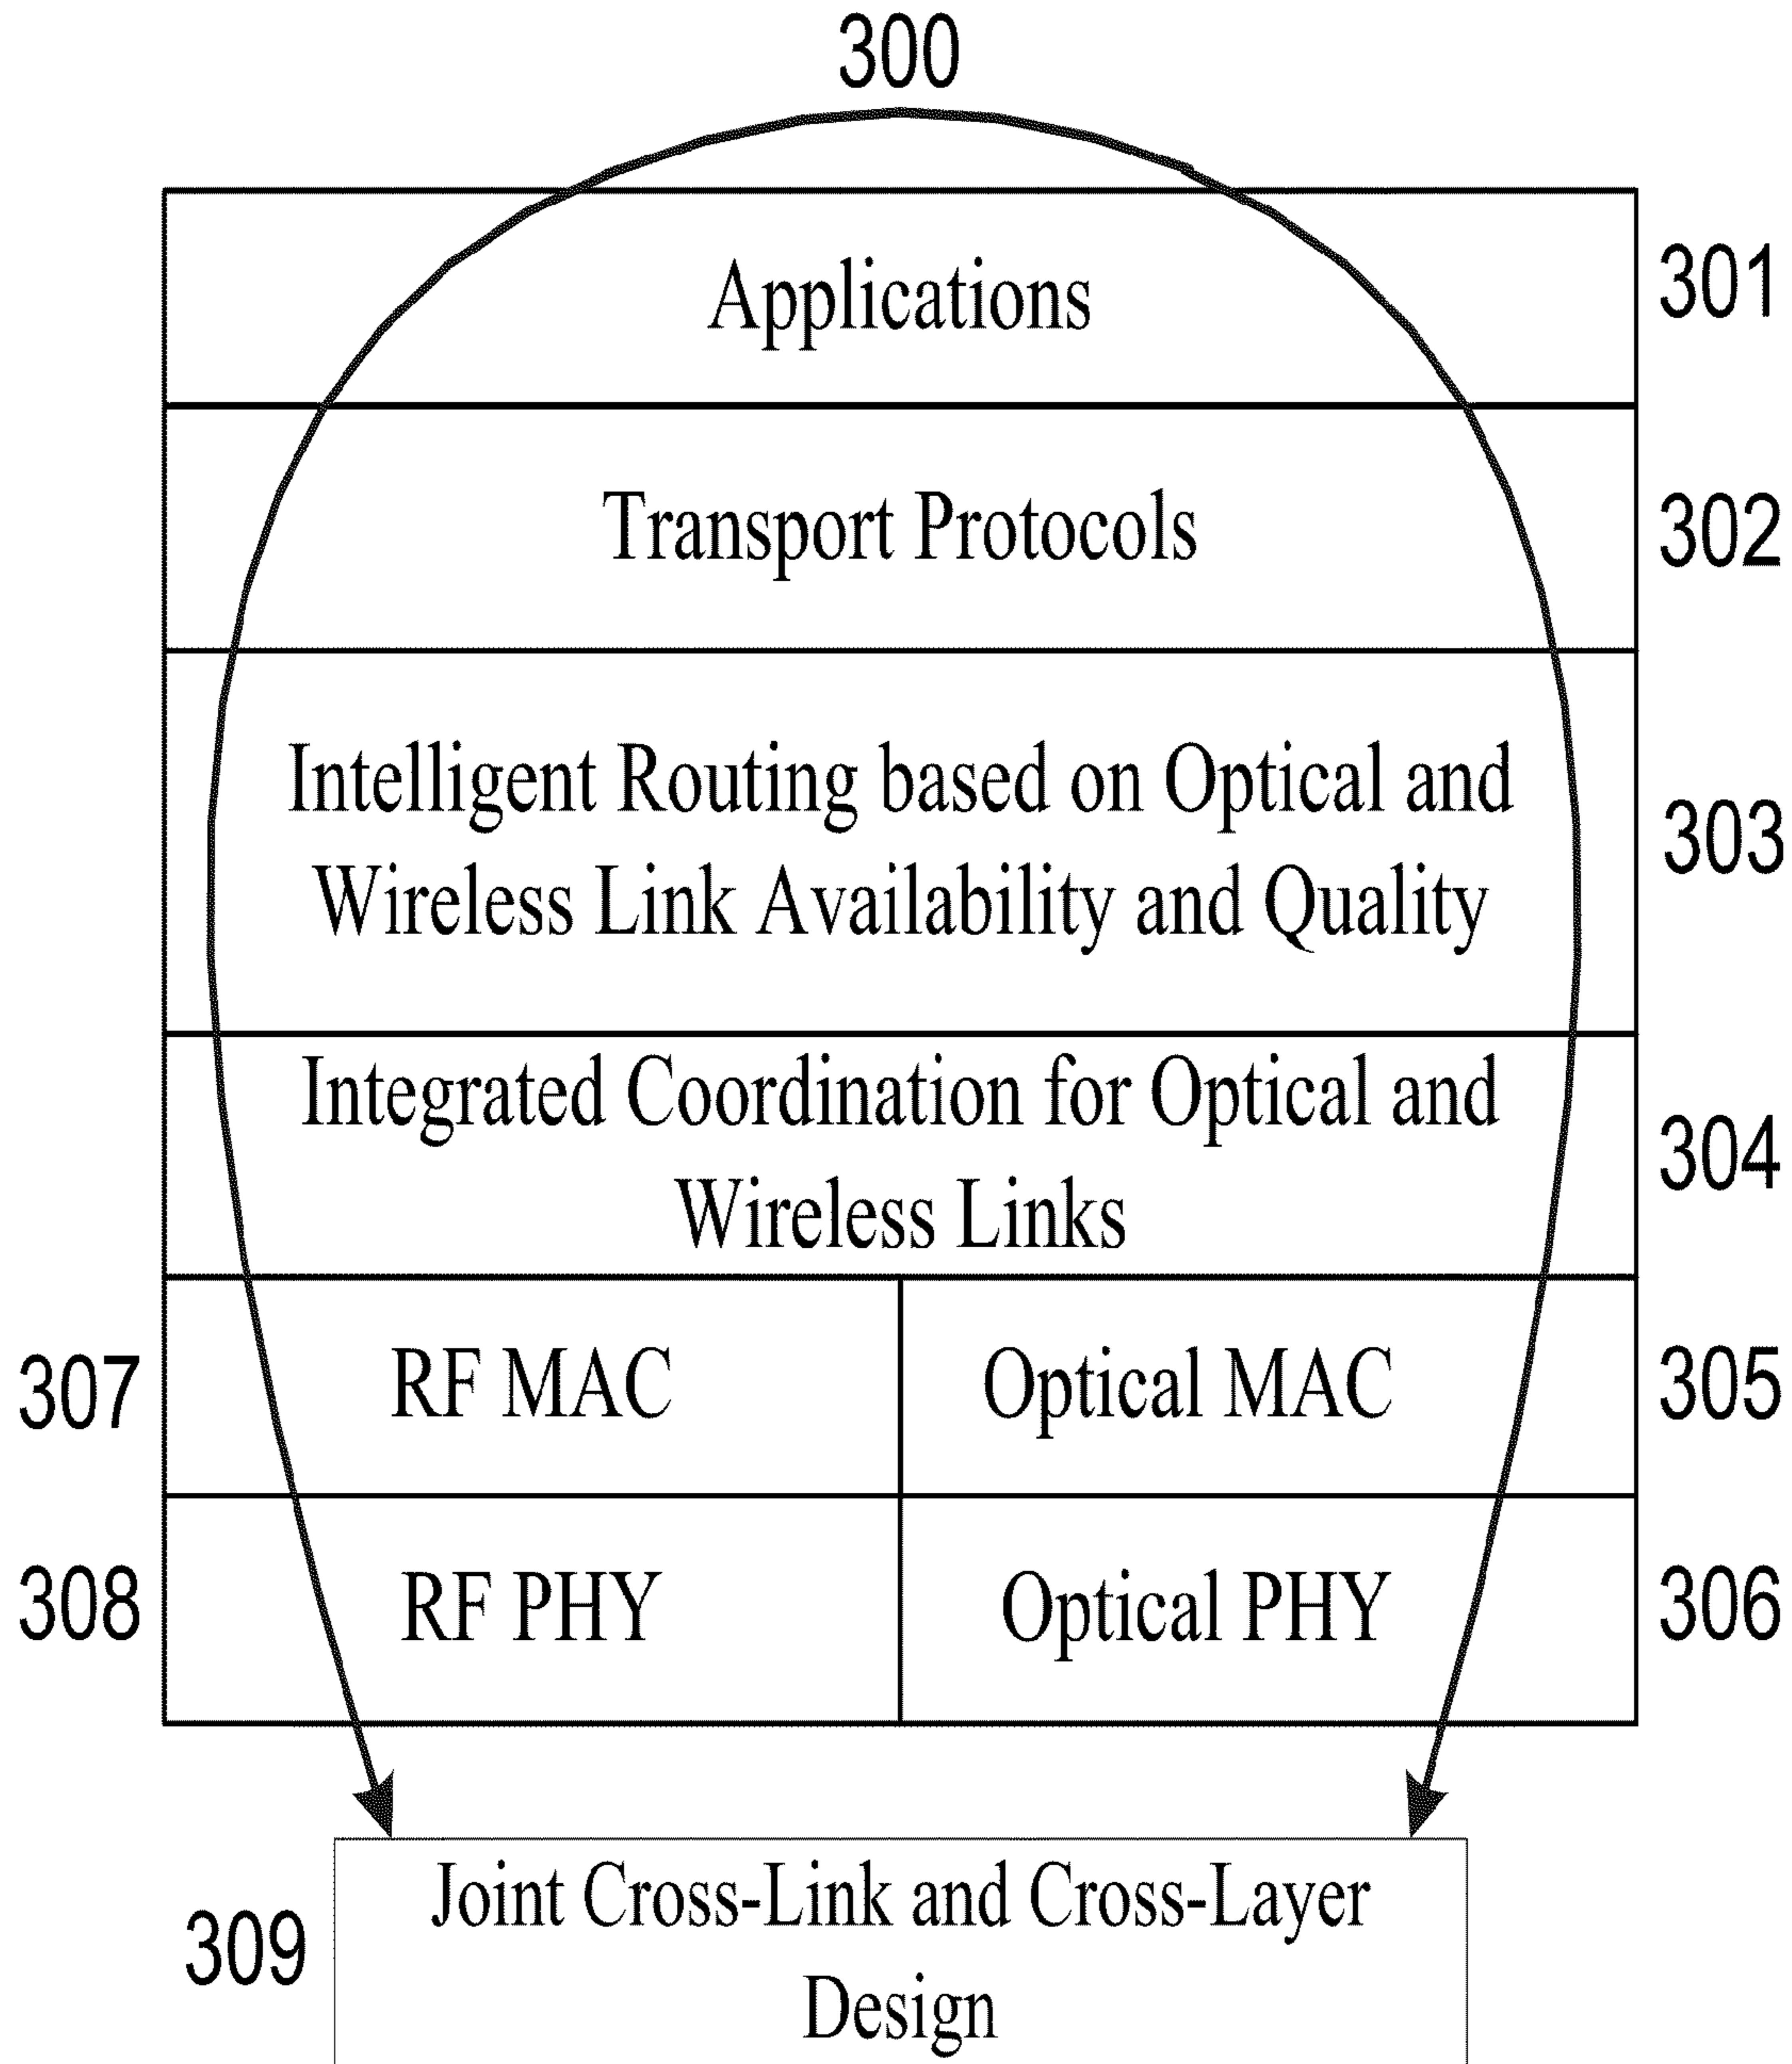 300
Applications
301
Transport Protocols
302
Intelligent Routing based on Optical and
Wireless Link Availability and Quality
303
Integrated Coordination for Optical and
Wireless Links
304
307
RF MAC
Optical MAC
305
308
RF PHY
Optical PHY
306
309
Joint Cross-Link and Cross-Layer
Design